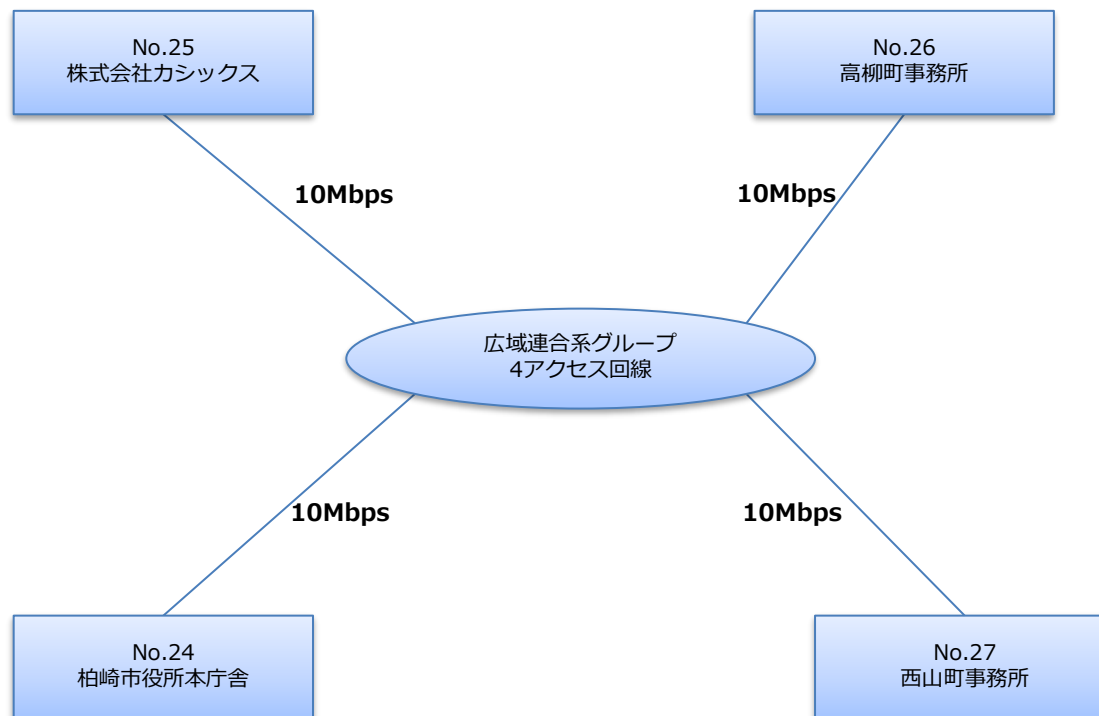 No.25
株式会社カシックス
No.26
高柳町事務所
10Mbps
10Mbps
広域連合系グループ
4アクセス回線
10Mbps
10Mbps
No.24
柏崎市役所本庁舎
No.27
西山町事務所